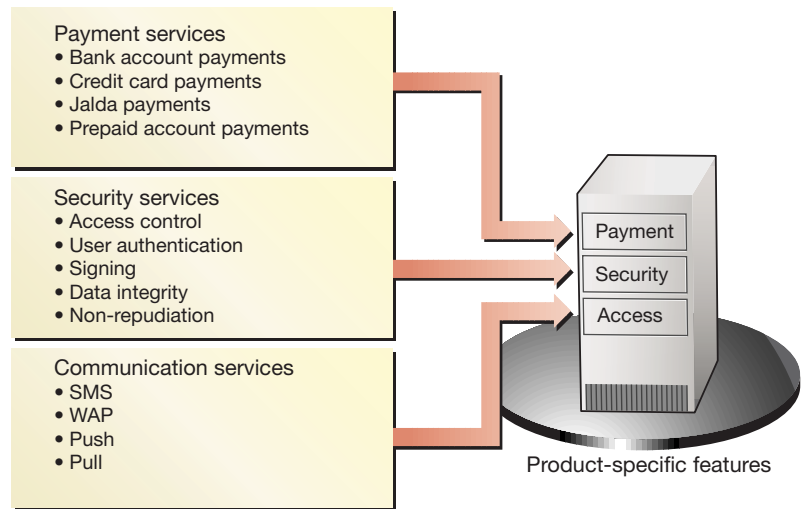 Payment services
• Bank account payments
• Credit card payments
• Jalda payments
• Prepaid account payments
Security services
• Access control
• User authentication
• Signing
• Data integrity
• Non-repudiation
Communication services
• SMS
• WAP
• Push
• Pull
Payment
Security
Access
Product-specific features